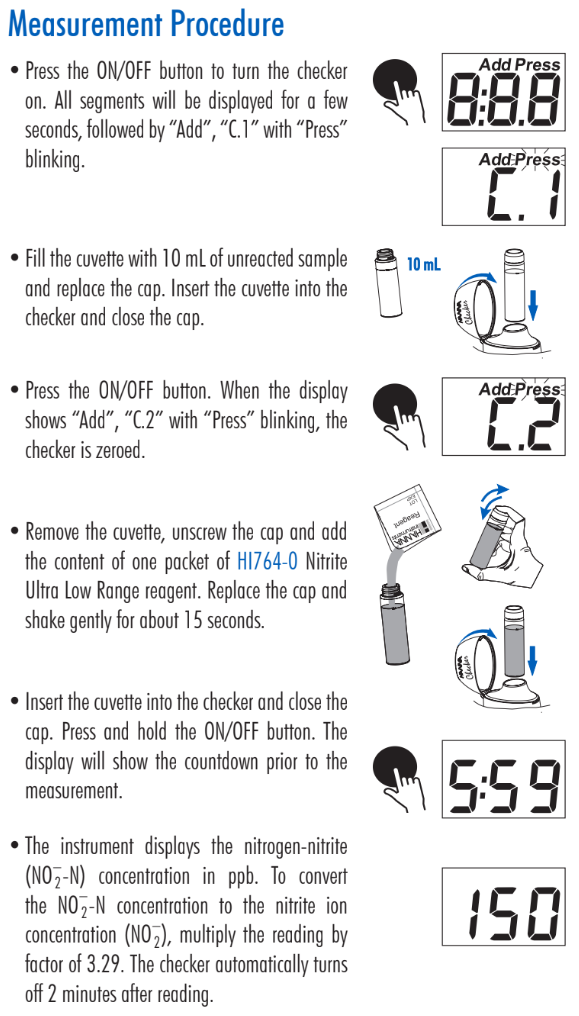 Measurement Procedure
• Press the ON/OFF button to turn the checker
on. All segments will be displayed for a few
seconds, followed by “Add”, “C.1” with “Press”
blinking.
Add Press
8:8.8
Add Press
C.1
• Fill the cuvette with 10 mL of unreacted sample
and replace the cap. Insert the cuvette into the
checker and close the cap.
10 mL
HANNA
Checker
• Press the ON/OFF button. When the display
shows “Add”, “C.2” with “Press” blinking, the
checker is zeroed.
Add Press
C.2
• Remove the cuvette, unscrew the cap and add
the content of one packet of HI764-0 Nitrite
Ultra Low Range reagent. Replace the cap and
shake gently for about 15 seconds.
Reagent
HANNA
instruments
HANNA
Checker
• Insert the cuvette into the checker and close the
cap. Press and hold the ON/OFF button. The
display will show the countdown prior to the
measurement.
5:59
• The instrument displays the nitrogen-nitrite
(NO₂⁻-N) concentration in ppb. To convert
the NO₂⁻-N concentration to the nitrite ion
concentration (NO₂⁻), multiply the reading by
factor of 3.29. The checker automatically turns
off 2 minutes after reading.
150